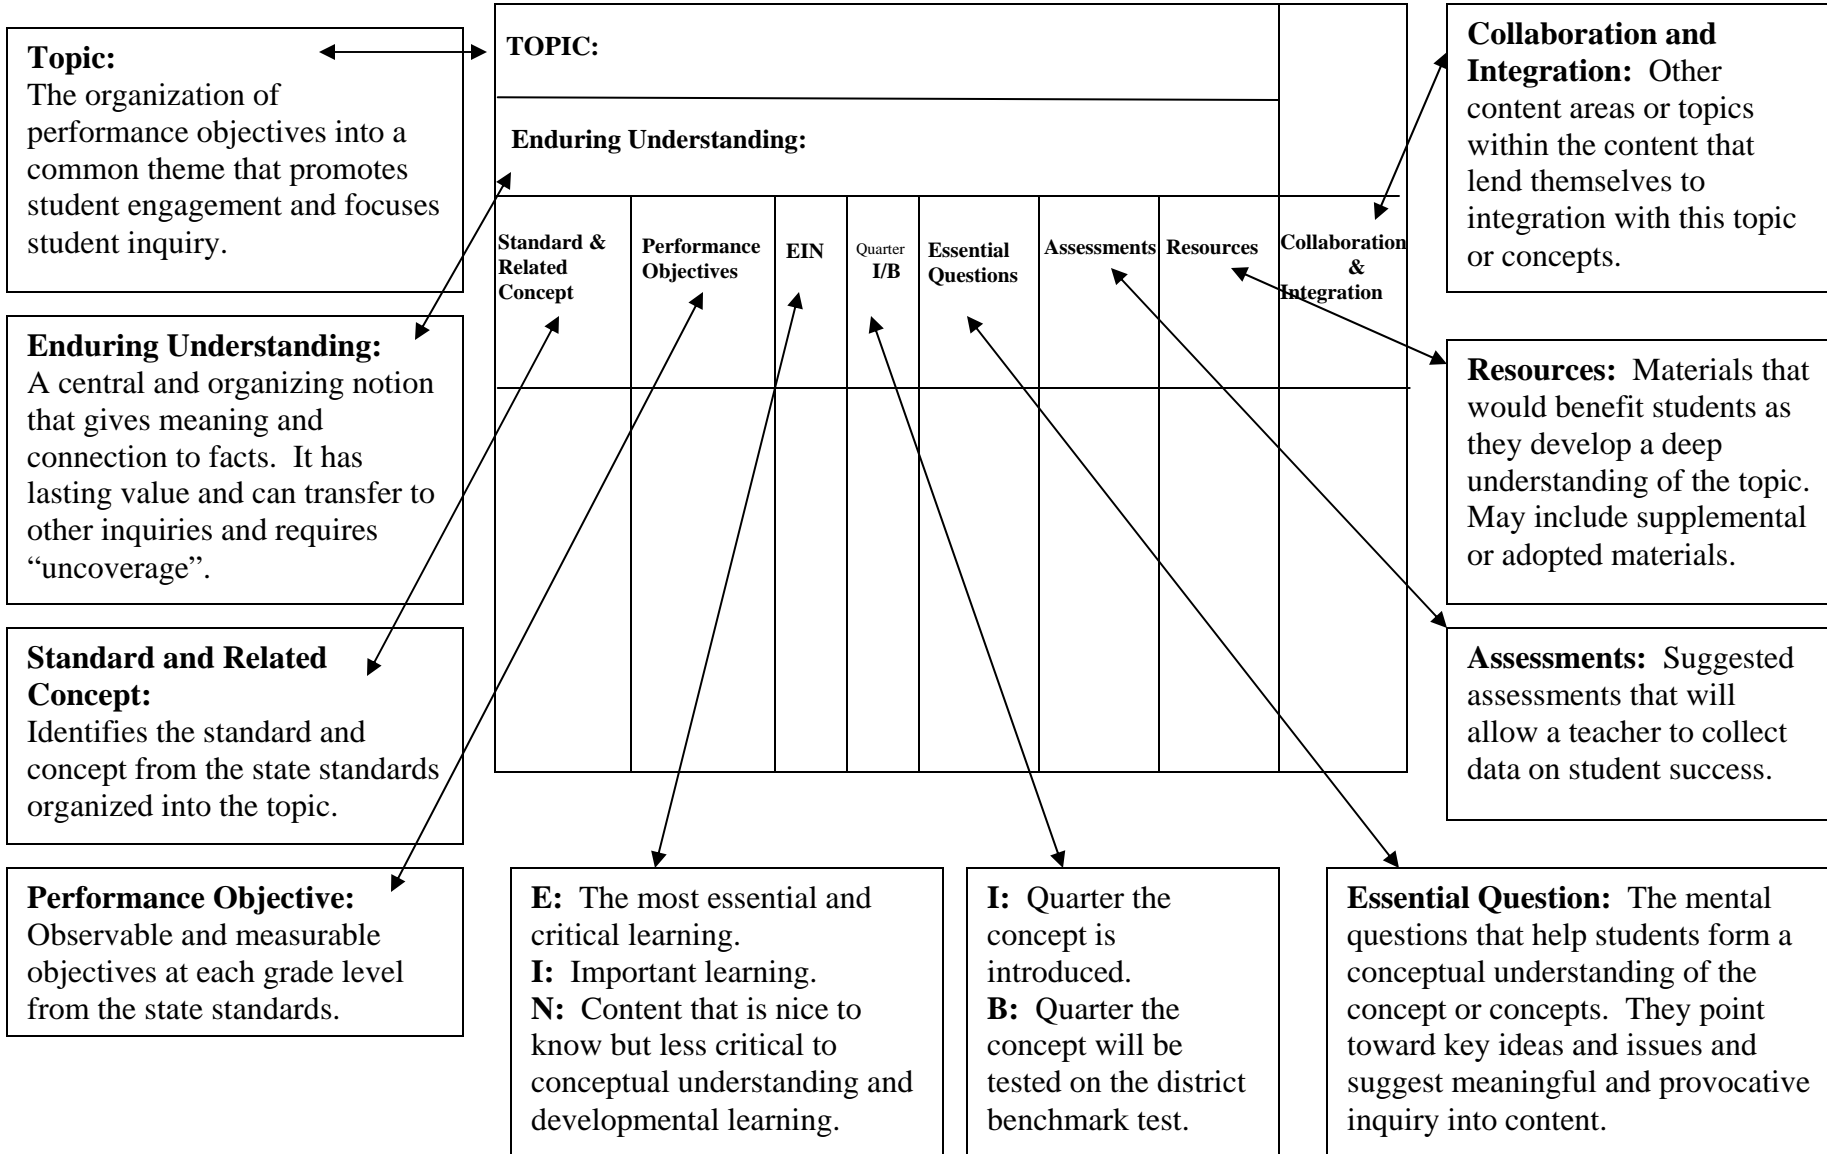 Topic:
The organization of
performance objectives into a
common theme that promotes
student engagement and focuses
student inquiry.
Enduring Understanding:
A central and organizing notion
that gives meaning and
connection to facts.  It has
lasting value and can transfer to
other inquiries and requires
“uncoverage”.
Standard and Related
Concept:
Identifies the standard and
concept from the state standards
organized into the topic.
Performance Objective:
Observable and measurable
objectives at each grade level
from the state standards.
TOPIC:
Enduring Understanding:
Standard &
Related
Concept
Performance
Objectives
EIN
Quarter
I/B
Essential
Questions
Assessments
Resources
Collaboration
&
Integration
E:  The most essential and
critical learning.
I:  Important learning.
N:  Content that is nice to
know but less critical to
conceptual understanding and
developmental learning.
I:  Quarter the
concept is
introduced.
B:  Quarter the
concept will be
tested on the district
benchmark test.
Collaboration and
Integration:  Other
content areas or topics
within the content that
lend themselves to
integration with this topic
or concepts.
Resources:  Materials that
would benefit students as
they develop a deep
understanding of the topic.
May include supplemental
or adopted materials.
Assessments:  Suggested
assessments that will
allow a teacher to collect
data on student success.
Essential Question:  The mental
questions that help students form a
conceptual understanding of the
concept or concepts.  They point
toward key ideas and issues and
suggest meaningful and provocative
inquiry into content.